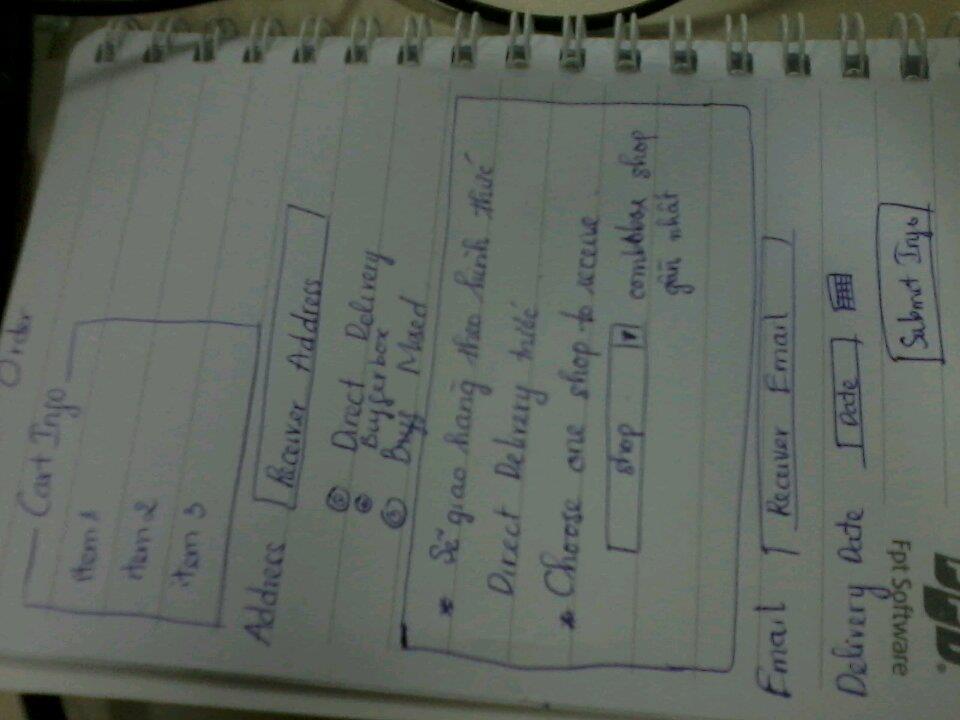 Order
Cart Info
Item 1
item 2
item 3
Address
Receiver Address
Direct Delivery
Bufferbox
Mixed
* Sẽ giao hàng theo hình thức
Direct Delivery trước
* Choose one shop to receive
shop
combobox shop
gần nhất
Email
Receiver Email
Delivery Date
Date
Submit Info
Fpt Software